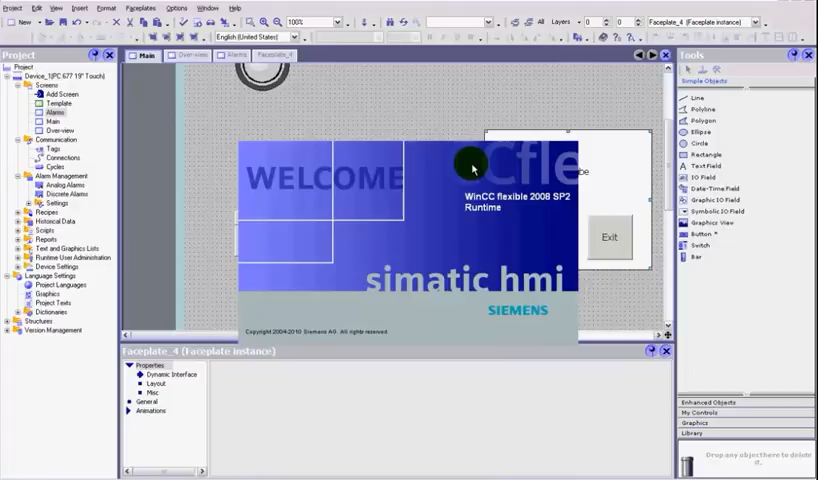 Project Edit View Insert Format Faceplates Options Window Help
New 100% Layers 0 0 Faceplate_4 (Faceplate instance)
English (United States)
Project
Project
Device_1(PC 677 19" Touch)
Screens
Add Screen
Template
Alarms
Main
Over-view
Communication
Tags
Connections
Cycles
Alarm Management
Analog Alarms
Discrete Alarms
Settings
Recipes
Historical Data
Scripts
Reports
Text and Graphics Lists
Runtime User Administration
Device Settings
Language Settings
Project Languages
Graphics
Project Texts
Dictionaries
Structures
Version Management
Main Over-view Alarms Faceplate_4
WELCOME
Cfle
WinCC flexible 2008 SP2
Runtime
simatic hmi
SIEMENS
Copyright 2004-2010 Siemens AG. All rights reserved.
Exit
Faceplate_4 (Faceplate instance)
Properties
Dynamic Interface
Layout
Misc
General
Animations
Tools
Simple Objects
Line
Polyline
Polygon
Ellipse
Circle
Rectangle
Text Field
IO Field
Date-Time Field
Graphic IO Field
Symbolic IO Field
Graphics View
Button
Switch
Bar
Enhanced Objects
My Controls
Graphics
Library
Drop any object here to delete
it.